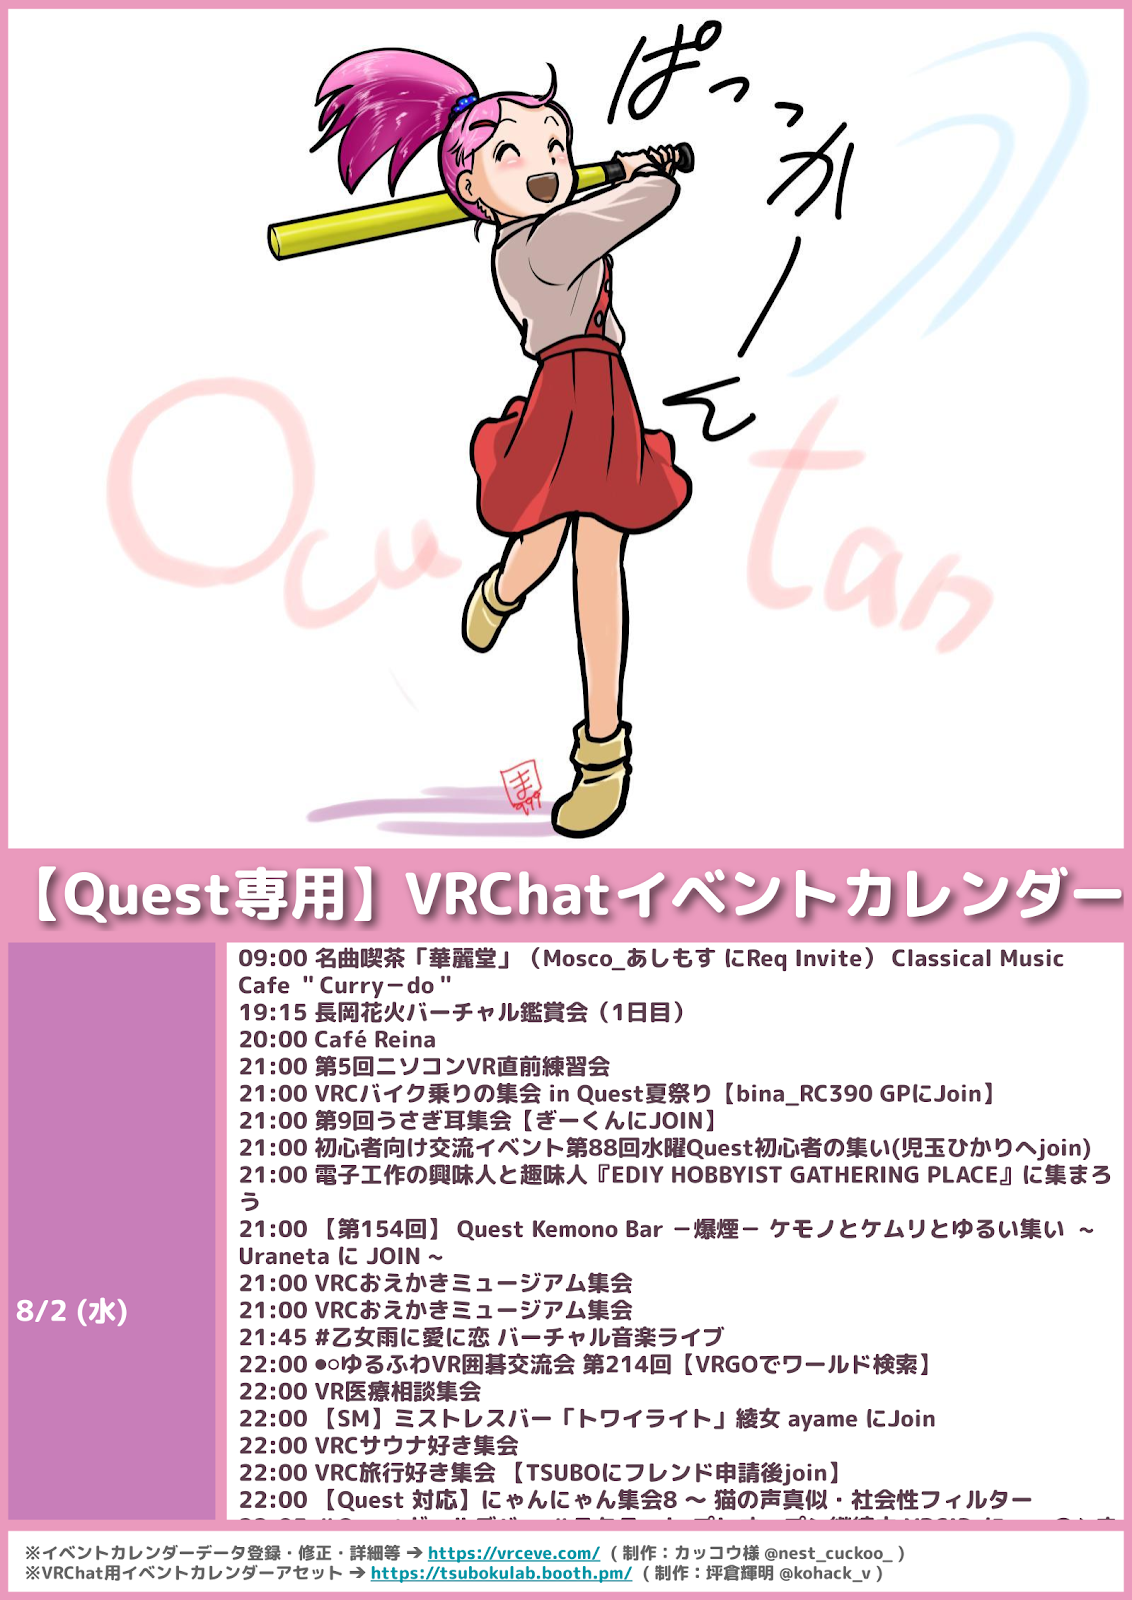 ぱっっかーーん
Ocu tan
ま
999
【Quest専用】VRChatイベントカレンダー
8/2 (水)
09:00 名曲喫茶「華麗堂」（Mosco_あしもす にReq Invite） Classical Music
Cafe ＂Curry－do＂
19:15 長岡花火バーチャル鑑賞会（1日目）
20:00 Café Reina
21:00 第5回ニソコンVR直前練習会
21:00 VRCバイク乗りの集会 in Quest夏祭り【bina_RC390 GPにJoin】
21:00 第9回うさぎ耳集会【ぎーくんにJOIN】
21:00 初心者向け交流イベント第88回水曜Quest初心者の集い(児玉ひかりへjoin)
21:00 電子工作の興味人と趣味人『EDIY HOBBYIST GATHERING PLACE』に集まろ
う
21:00 【第154回】 Quest Kemono Bar －爆煙－ ケモノとケムリとゆるい集い ～
Uraneta に JOIN ~
21:00 VRCおえかきミュージアム集会
21:00 VRCおえかきミュージアム集会
21:45 #乙女雨に愛に恋 バーチャル音楽ライブ
22:00 ●○ゆるふわVR囲碁交流会 第214回【VRGOでワールド検索】
22:00 VR医療相談集会
22:00 【SM】ミストレスバー「トワイライト」綾女 ayame にJoin
22:00 VRCサウナ好き集会
22:00 VRC旅行好き集会 【TSUBOにフレンド申請後join】
22:00 【Quest 対応】にゃんにゃん集会8 ～ 猫の声真似・社会性フィルター
※イベントカレンダーデータ登録・修正・詳細等 ➔ https://vrceve.com/ （ 制作：カッコウ様 @nest_cuckoo_ ）
※VRChat用イベントカレンダーアセット ➔ https://tsubokulab.booth.pm/ （ 制作：坪倉輝明 @kohack_v ）